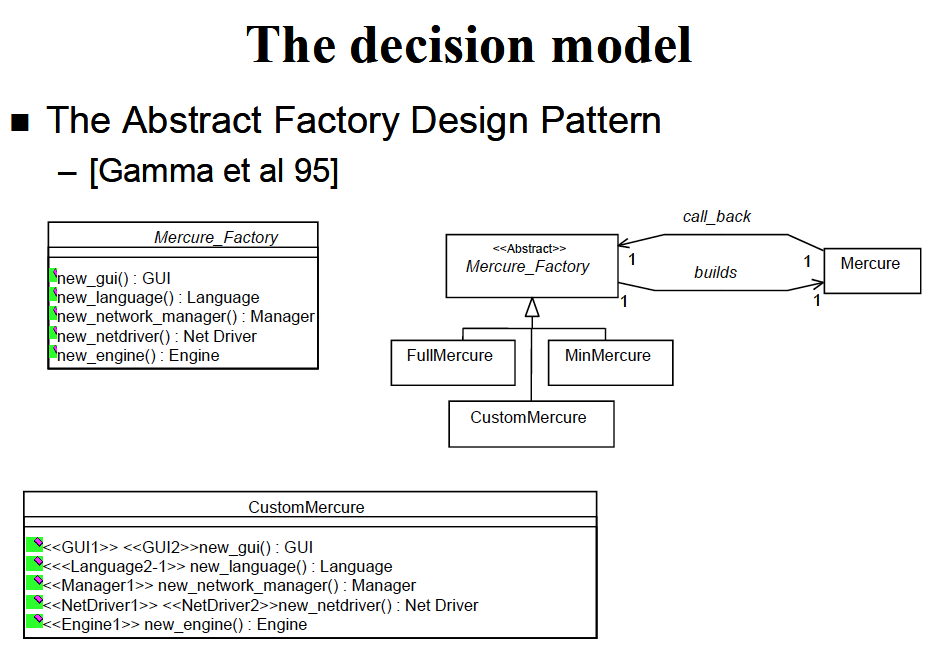 The decision model
The Abstract Factory Design Pattern
– [Gamma et al 95]
Mercure_Factory
new_gui() : GUI
new_language() : Language
new_network_manager() : Manager
new_netdriver() : Net Driver
new_engine() : Engine
call_back
<<Abstract>>
Mercure_Factory
1
1
Mercure
builds
1
1
FullMercure
MinMercure
CustomMercure
CustomMercure
<<GUI1>> <<GUI2>>new_gui() : GUI
<<<Language2-1>> new_language() : Language
<<Manager1>> new_network_manager() : Manager
<<NetDriver1>> <<NetDriver2>>new_netdriver() : Net Driver
<<Engine1>> new_engine() : Engine